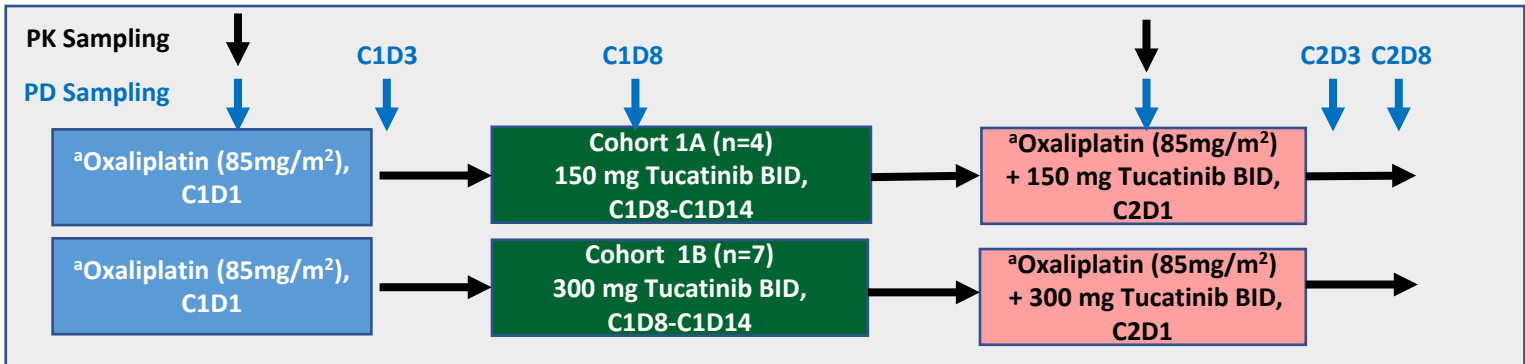 PK Sampling
C1D3 C1D8 C2D3 C2D8
PD Sampling
ᵃOxaliplatin (85mg/m²),
C1D1
Cohort 1A (n=4)
150 mg Tucatinib BID,
C1D8-C1D14
ᵃOxaliplatin (85mg/m²)
+ 150 mg Tucatinib BID,
C2D1
ᵃOxaliplatin (85mg/m²),
C1D1
Cohort 1B (n=7)
300 mg Tucatinib BID,
C1D8-C1D14
ᵃOxaliplatin (85mg/m²)
+ 300 mg Tucatinib BID,
C2D1